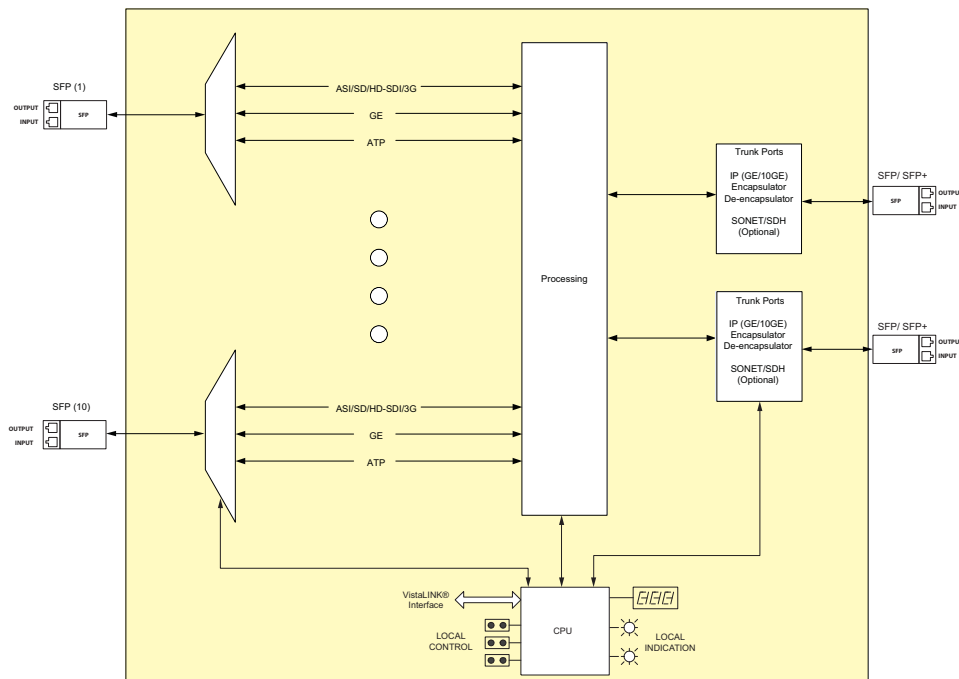 SFP (1)
OUTPUT
INPUT
SFP
ASI/SD/HD-SDI/3G
GE
ATP
SFP (10)
OUTPUT
INPUT
SFP
ASI/SD/HD-SDI/3G
GE
ATP
Processing
Trunk Ports
IP (GE/10GE)
Encapsulator
De-encapsulator
SONET/SDH
(Optional)
SFP/ SFP+
SFP
OUTPUT
INPUT
Trunk Ports
IP (GE/10GE)
Encapsulator
De-encapsulator
SONET/SDH
(Optional)
SFP/ SFP+
SFP
OUTPUT
INPUT
VistaLINK®
Interface
LOCAL
CONTROL
CPU
LOCAL
INDICATION